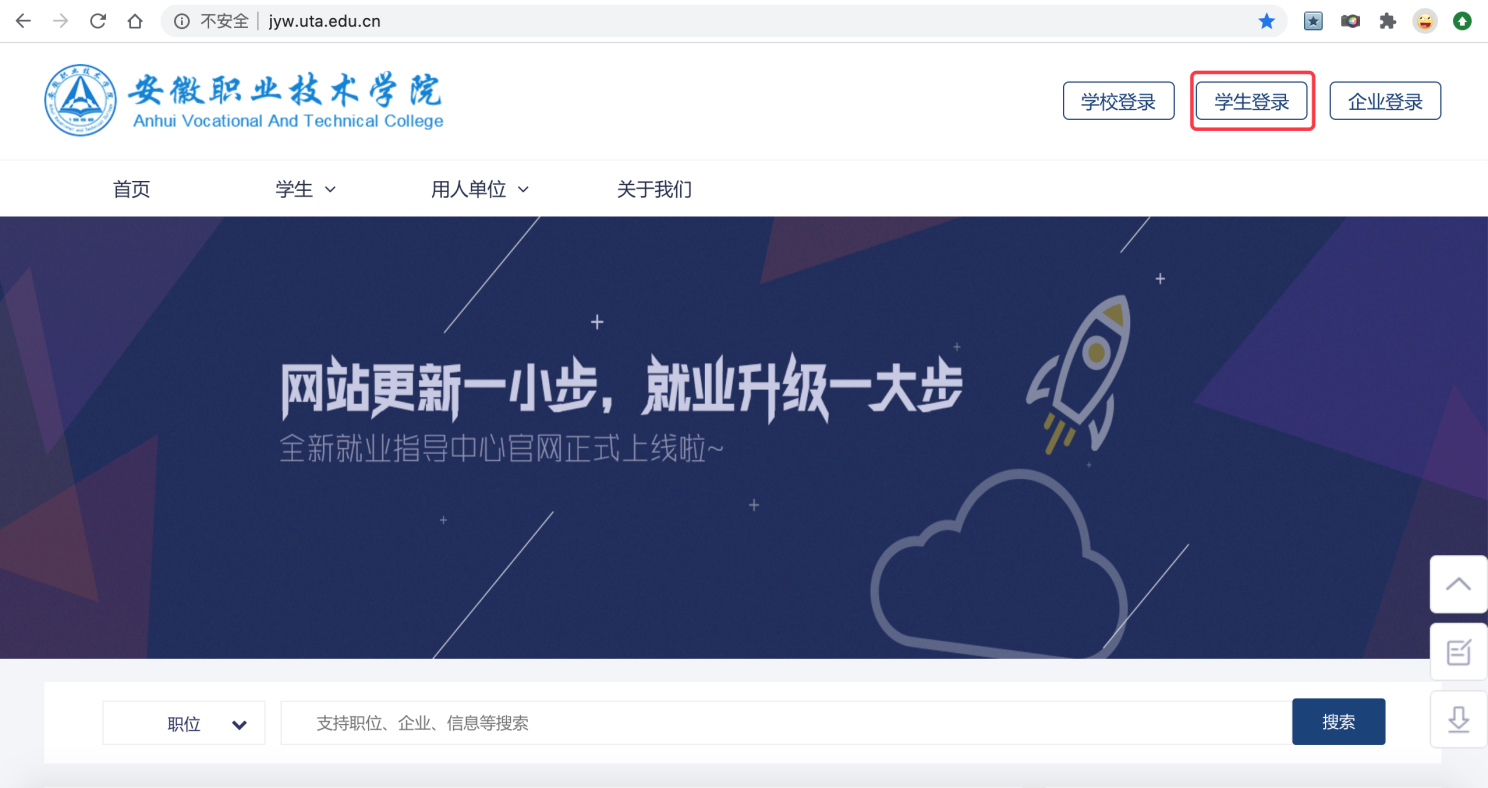 不安全 jyw.uta.edu.cn
安徽职业技术学院
Anhui Vocational And Technical College
学校登录 学生登录 企业登录
首页 学生 用人单位 关于我们
网站更新一小步，就业升级一大步
全新就业指导中心官网正式上线啦~
职位 支持职位、企业、信息等搜索 搜索